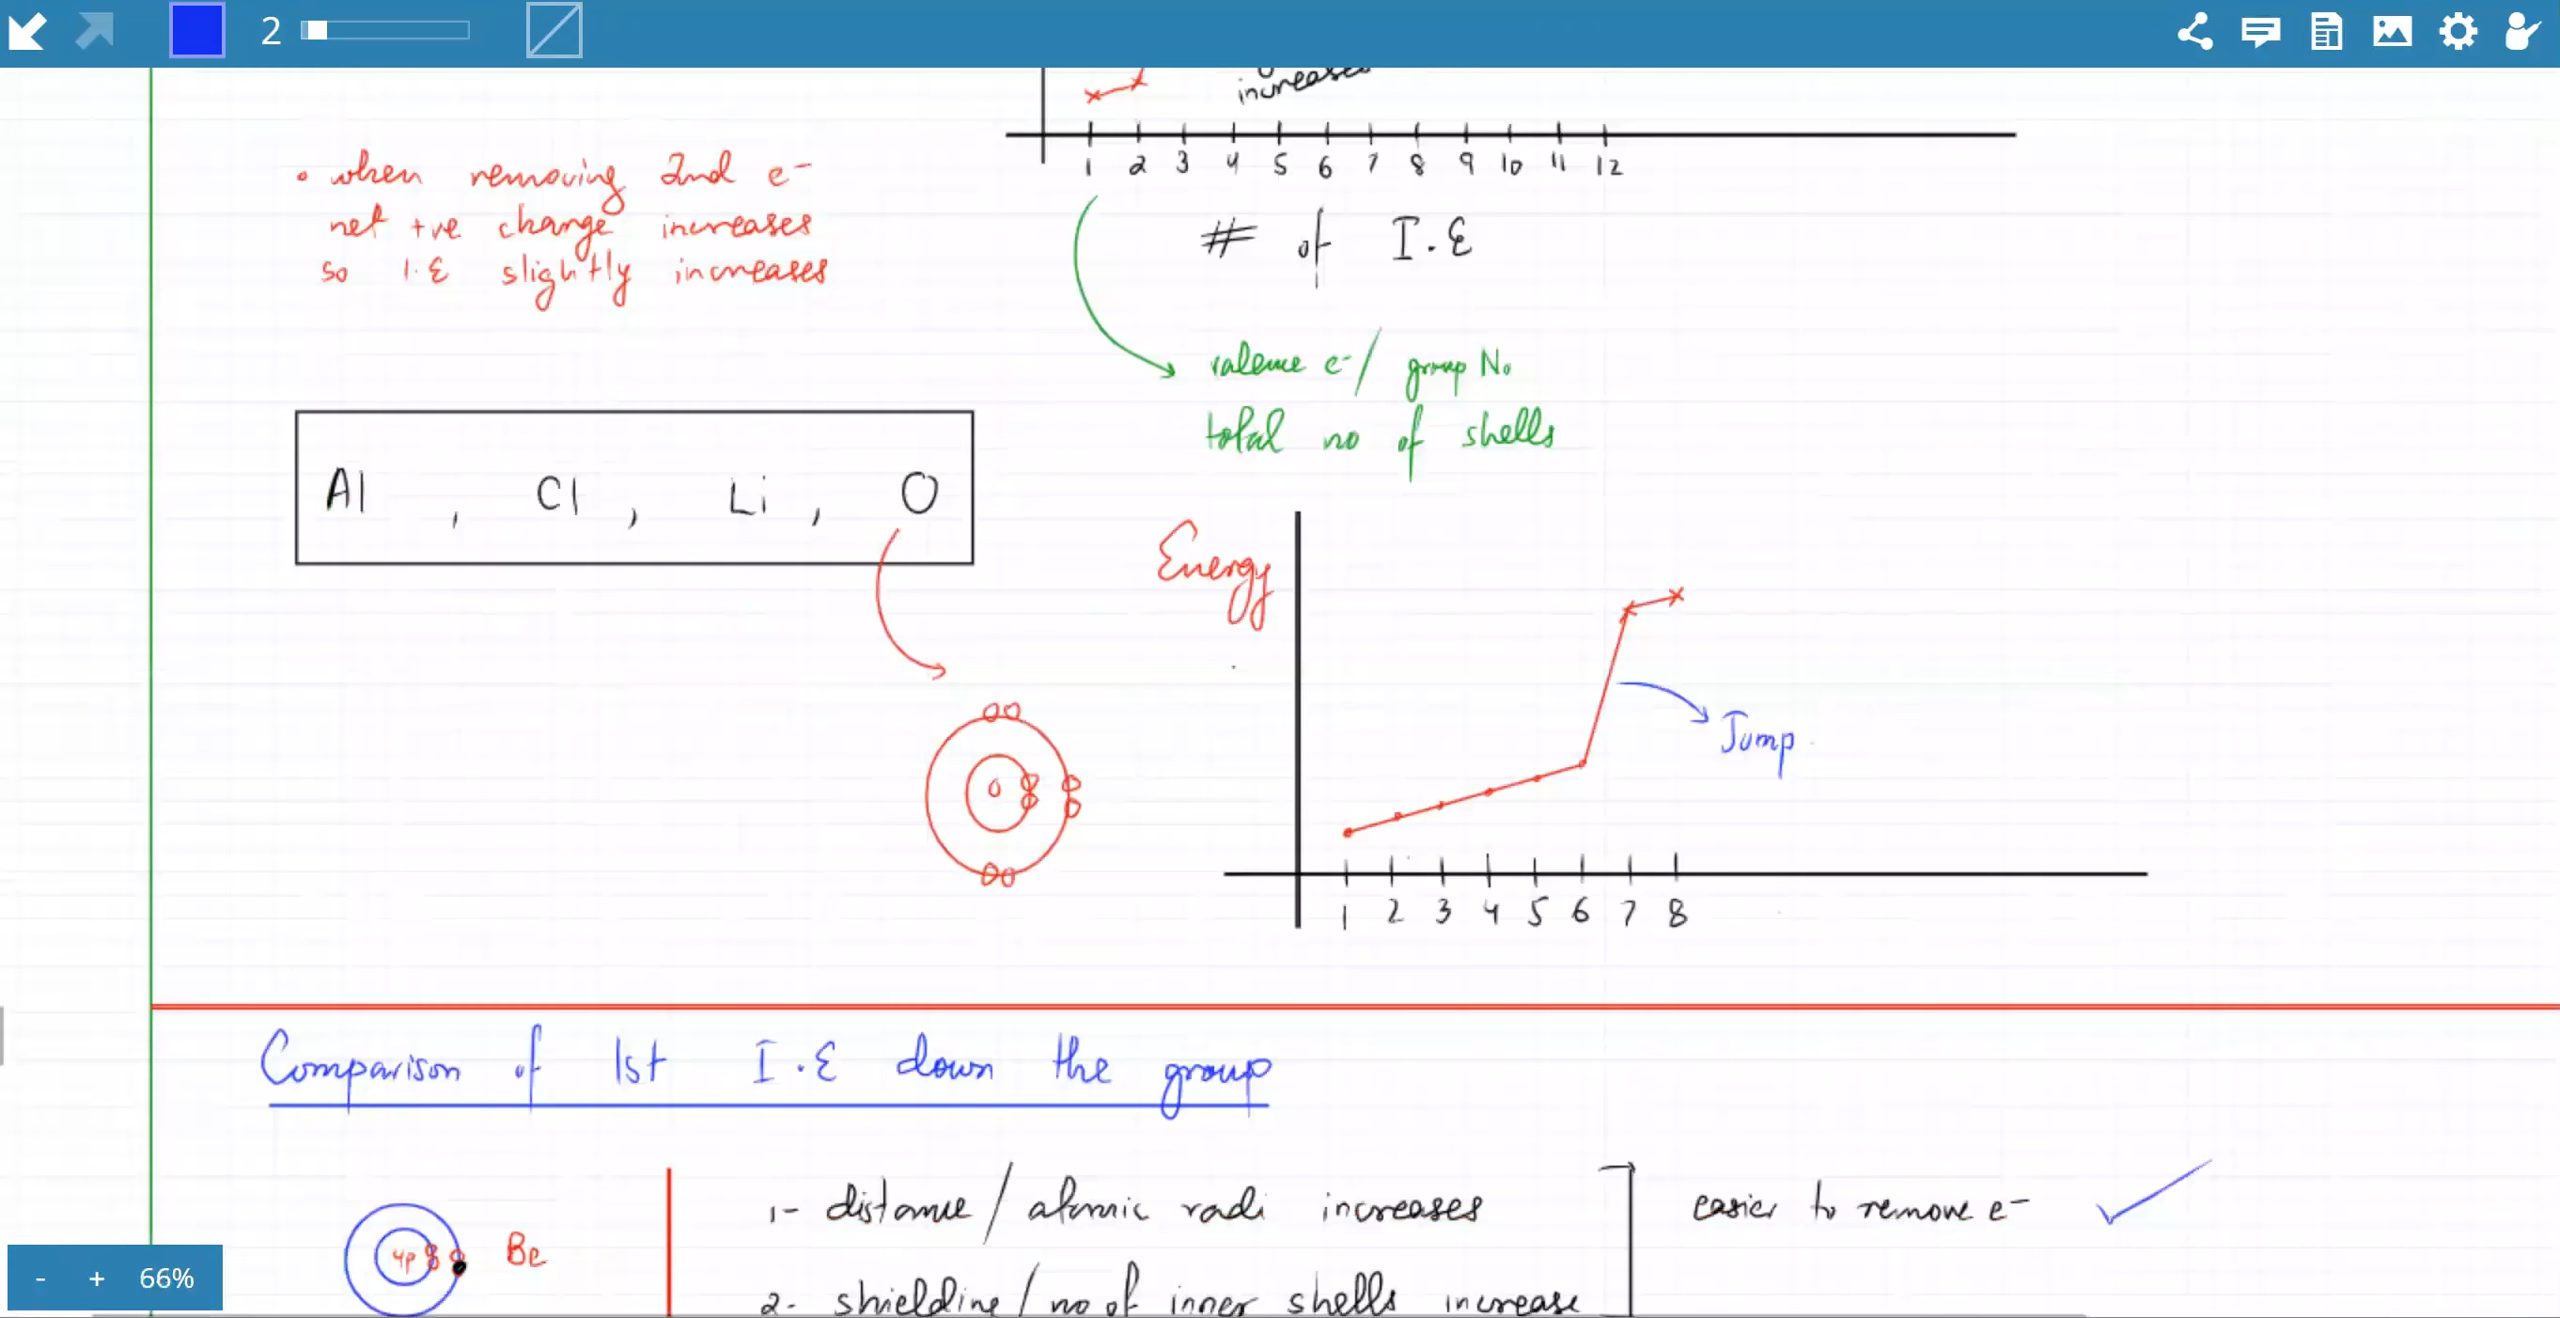 2
increases
1 2 3 4 5 6 7 8 9 10 11 12
# of I.E
• when removing 2nd e-
net +ve change increases
so I.E slightly increases
valence e-/ group No
total no of shells
Al , Cl , Li , O
Energy
Jump
1 2 3 4 5 6 7 8
Comparison of 1st I.E down the group
4p Be
1- distance / atomic radi increases
easier to remove e-
2- shielding / no of inner shells increase
- + 66%